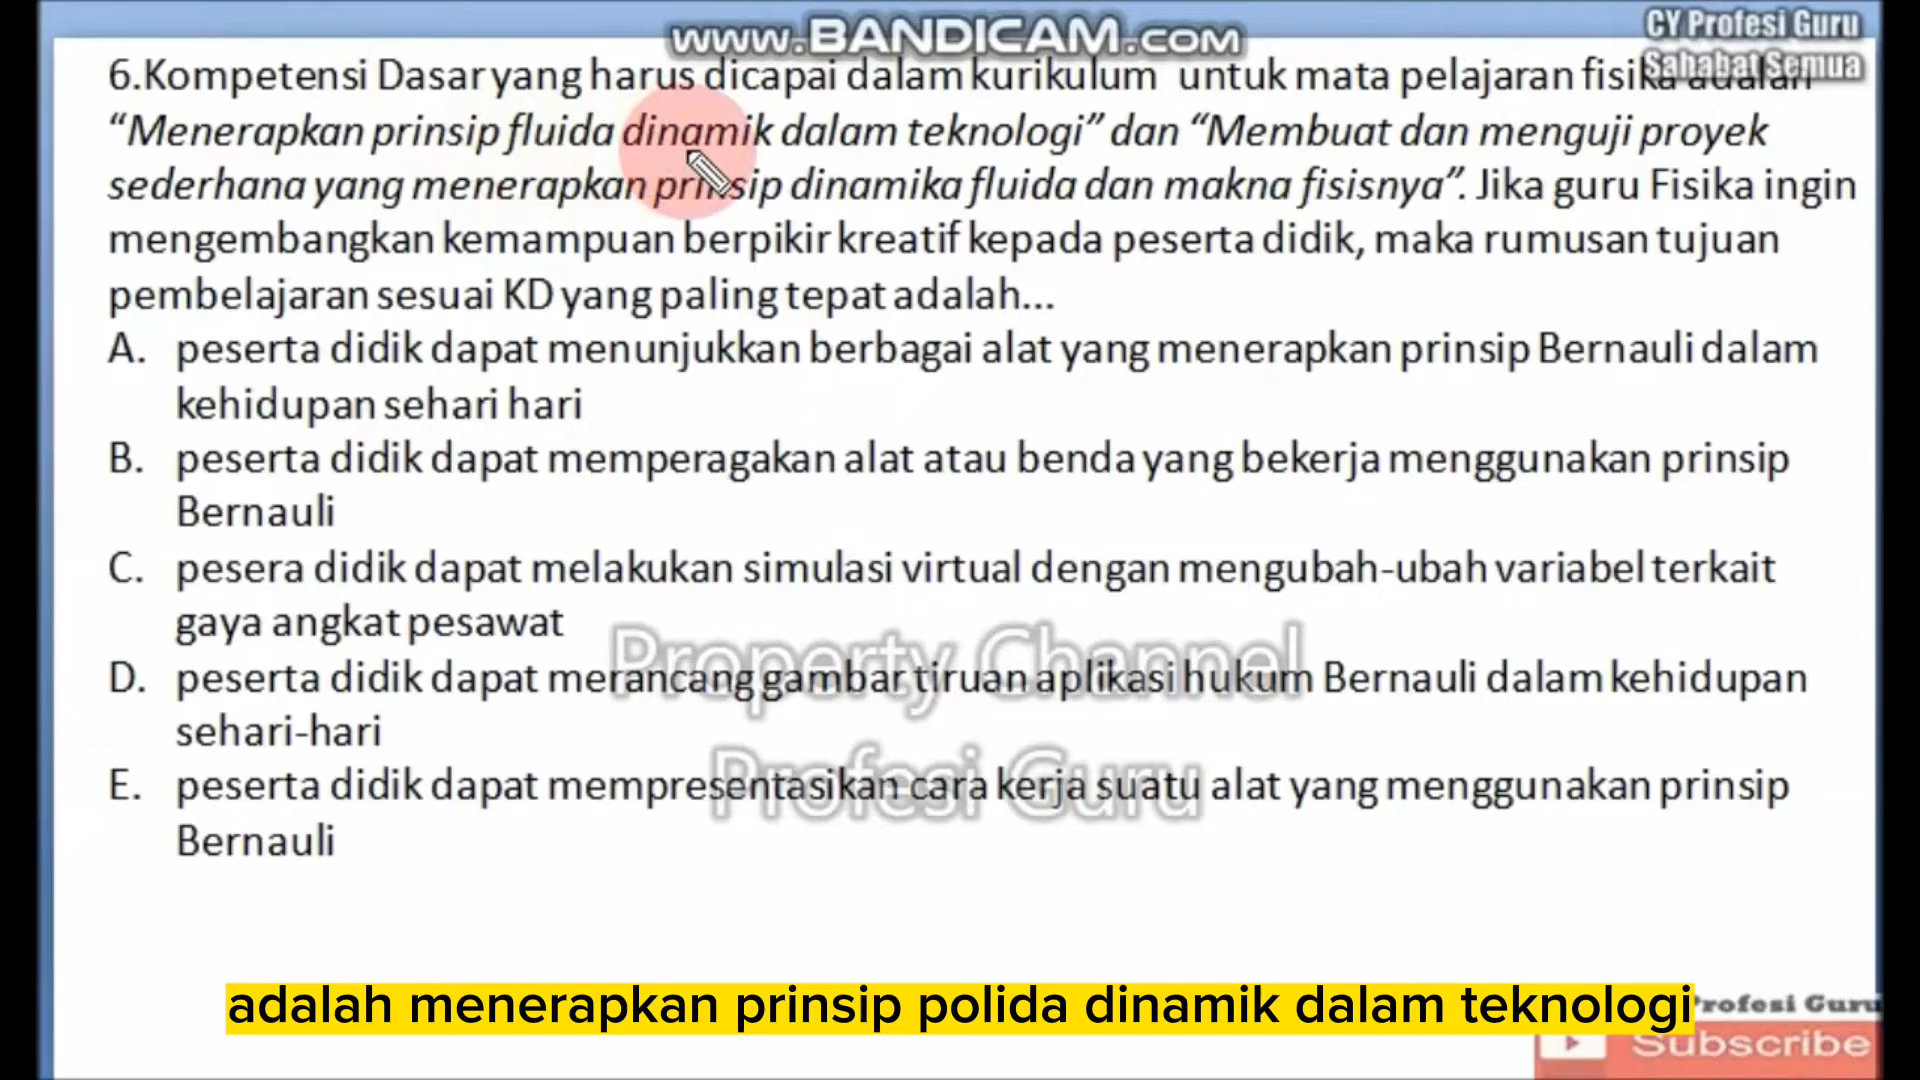 www.BANDICAM.com
CY Profesi Guru
Sahabat Semua
6.Kompetensi Dasar yang harus dicapai dalam kurikulum untuk mata pelajaran fisika adalah
“Menerapkan prinsip fluida dinamik dalam teknologi” dan “Membuat dan menguji proyek
sederhana yang menerapkan prinsip dinamika fluida dan makna fisisnya”. Jika guru Fisika ingin
mengembangkan kemampuan berpikir kreatif kepada peserta didik, maka rumusan tujuan
pembelajaran sesuai KD yang paling tepat adalah...
A. peserta didik dapat menunjukkan berbagai alat yang menerapkan prinsip Bernauli dalam
kehidupan sehari hari
B. peserta didik dapat memperagakan alat atau benda yang bekerja menggunakan prinsip
Bernauli
C. pesera didik dapat melakukan simulasi virtual dengan mengubah-ubah variabel terkait
gaya angkat pesawat
Property Channel
D. peserta didik dapat merancang gambar tiruan aplikasi hukum Bernauli dalam kehidupan
sehari-hari
Profesi Guru
E. peserta didik dapat mempresentasikan cara kerja suatu alat yang menggunakan prinsip
Bernauli
adalah menerapkan prinsip polida dinamik dalam teknologi
Profesi Guru
Subscribe